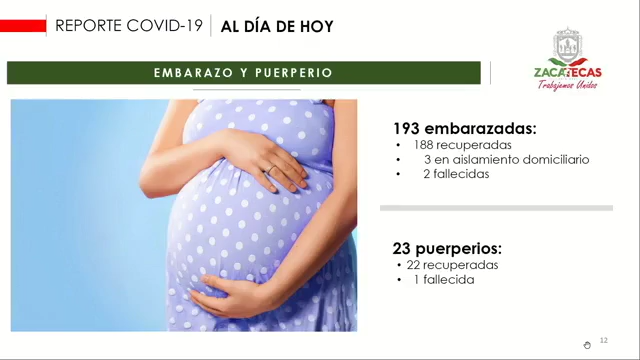 REPORTE COVID-19 AL DÍA DE HOY
EMBARAZO Y PUERPERIO
ZACATECAS
Trabajemos Unidos
193 embarazadas:
• 188 recuperadas
• 3 en aislamiento domiciliario
• 2 fallecidas
23 puerperios:
• 22 recuperadas
• 1 fallecida
12